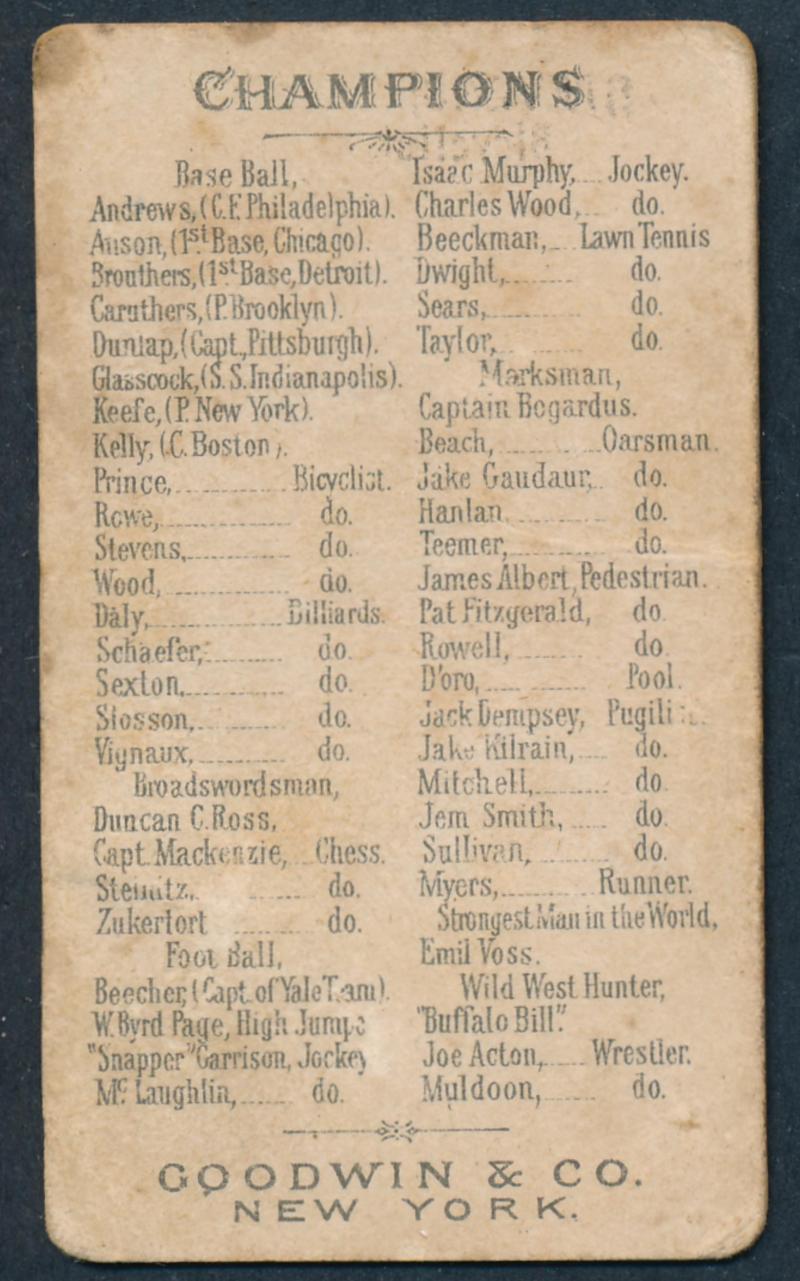 CHAMPIONS
Base Ball,
Andrews, (C.F. Philadelphia).
Anson, (1st Base, Chicago).
Brouthers, (1st Base, Detroit).
Caruthers, (P. Brooklyn).
Dunlap, (Capt., Pittsburgh).
Glasscock, (S.S. Indianapolis).
Keefe, (P. New York).
Kelly, (C. Boston).
Prince, Bicyclist.
Rowe, do.
Stevens, do.
Wood, do.
Daly, Billiards.
Schaefer, do.
Sexton, do.
Slosson, do.
Vignaux, do.
Broadswordsman,
Duncan C. Ross,
Capt. Mackenzie, Chess.
Steinitz, do.
Zukertort do.
Foot Ball,
Beecher, (Capt. of Yale Team).
W. Byrd Page, High Jump
"Snapper" Garrison, Jockey
Mc. Laughlin, do.
Isaac Murphy, Jockey.
Charles Wood, do.
Beeckman, Lawn Tennis
Dwight, do.
Sears, do.
Taylor, do.
Marksman,
Captain Bogardus.
Beach, Oarsman.
Jake Gaudaur, do.
Hanlan do.
Teemer, do.
James Albert, Pedestrian.
Pat Fitzgerald, do
Rowell, do
D'oro, Pool.
Jack Dempsey,
Jake Kilrain, do.
Mitchell, do
Jem Smith, do.
Sullivan, do.
Myers, Runner.
Strongest Man in the World,
Emil Voss.
Wild West Hunter,
"Buffalo Bill".
Joe Acton, Wrestler.
Muldoon, do.
GOODWIN & CO.
NEW YORK.